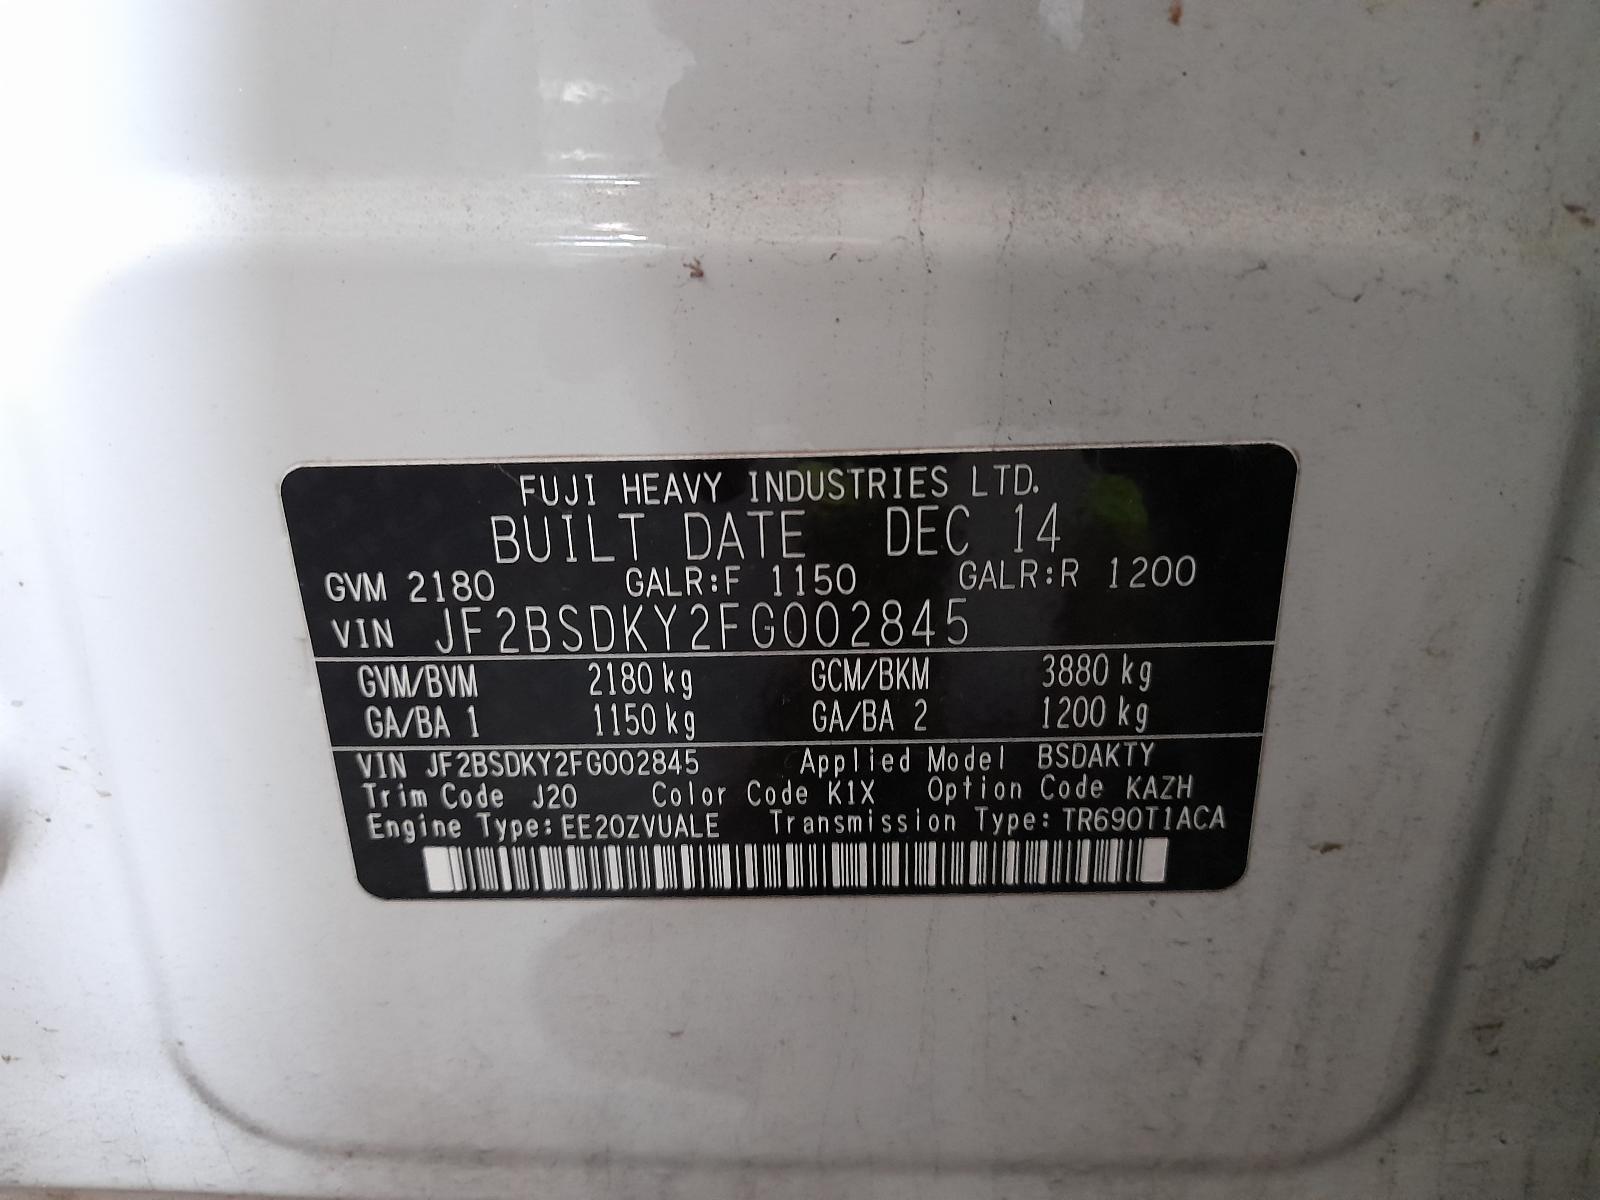 FUJI HEAVY INDUSTRIES LTD.
BUILT DATE DEC 14
GVM 2180 GALR:F 1150 GALR:R 1200
VIN JF2BSDKY2FG002845
GVM/BVM 2180 kg GCM/BKM 3880 kg
GA/BA 1 1150 kg GA/BA 2 1200 kg
VIN JF2BSDKY2FG002845 Applied Model BSDAKTY
Trim Code J20 Color Code K1X Option Code KAZH
Engine Type: EE20ZVUALE Transmission Type: TR690T1ACA